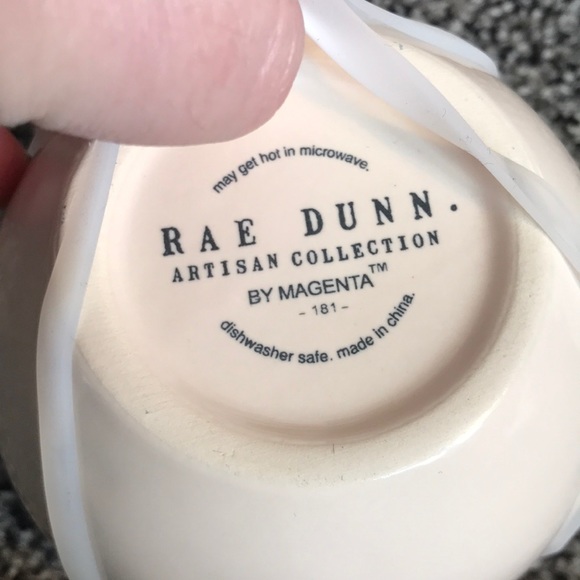 may get hot in microwave.
RAE DUNN.
ARTISAN COLLECTION
BY MAGENTA™
- 181 -
dishwasher safe. made in china.